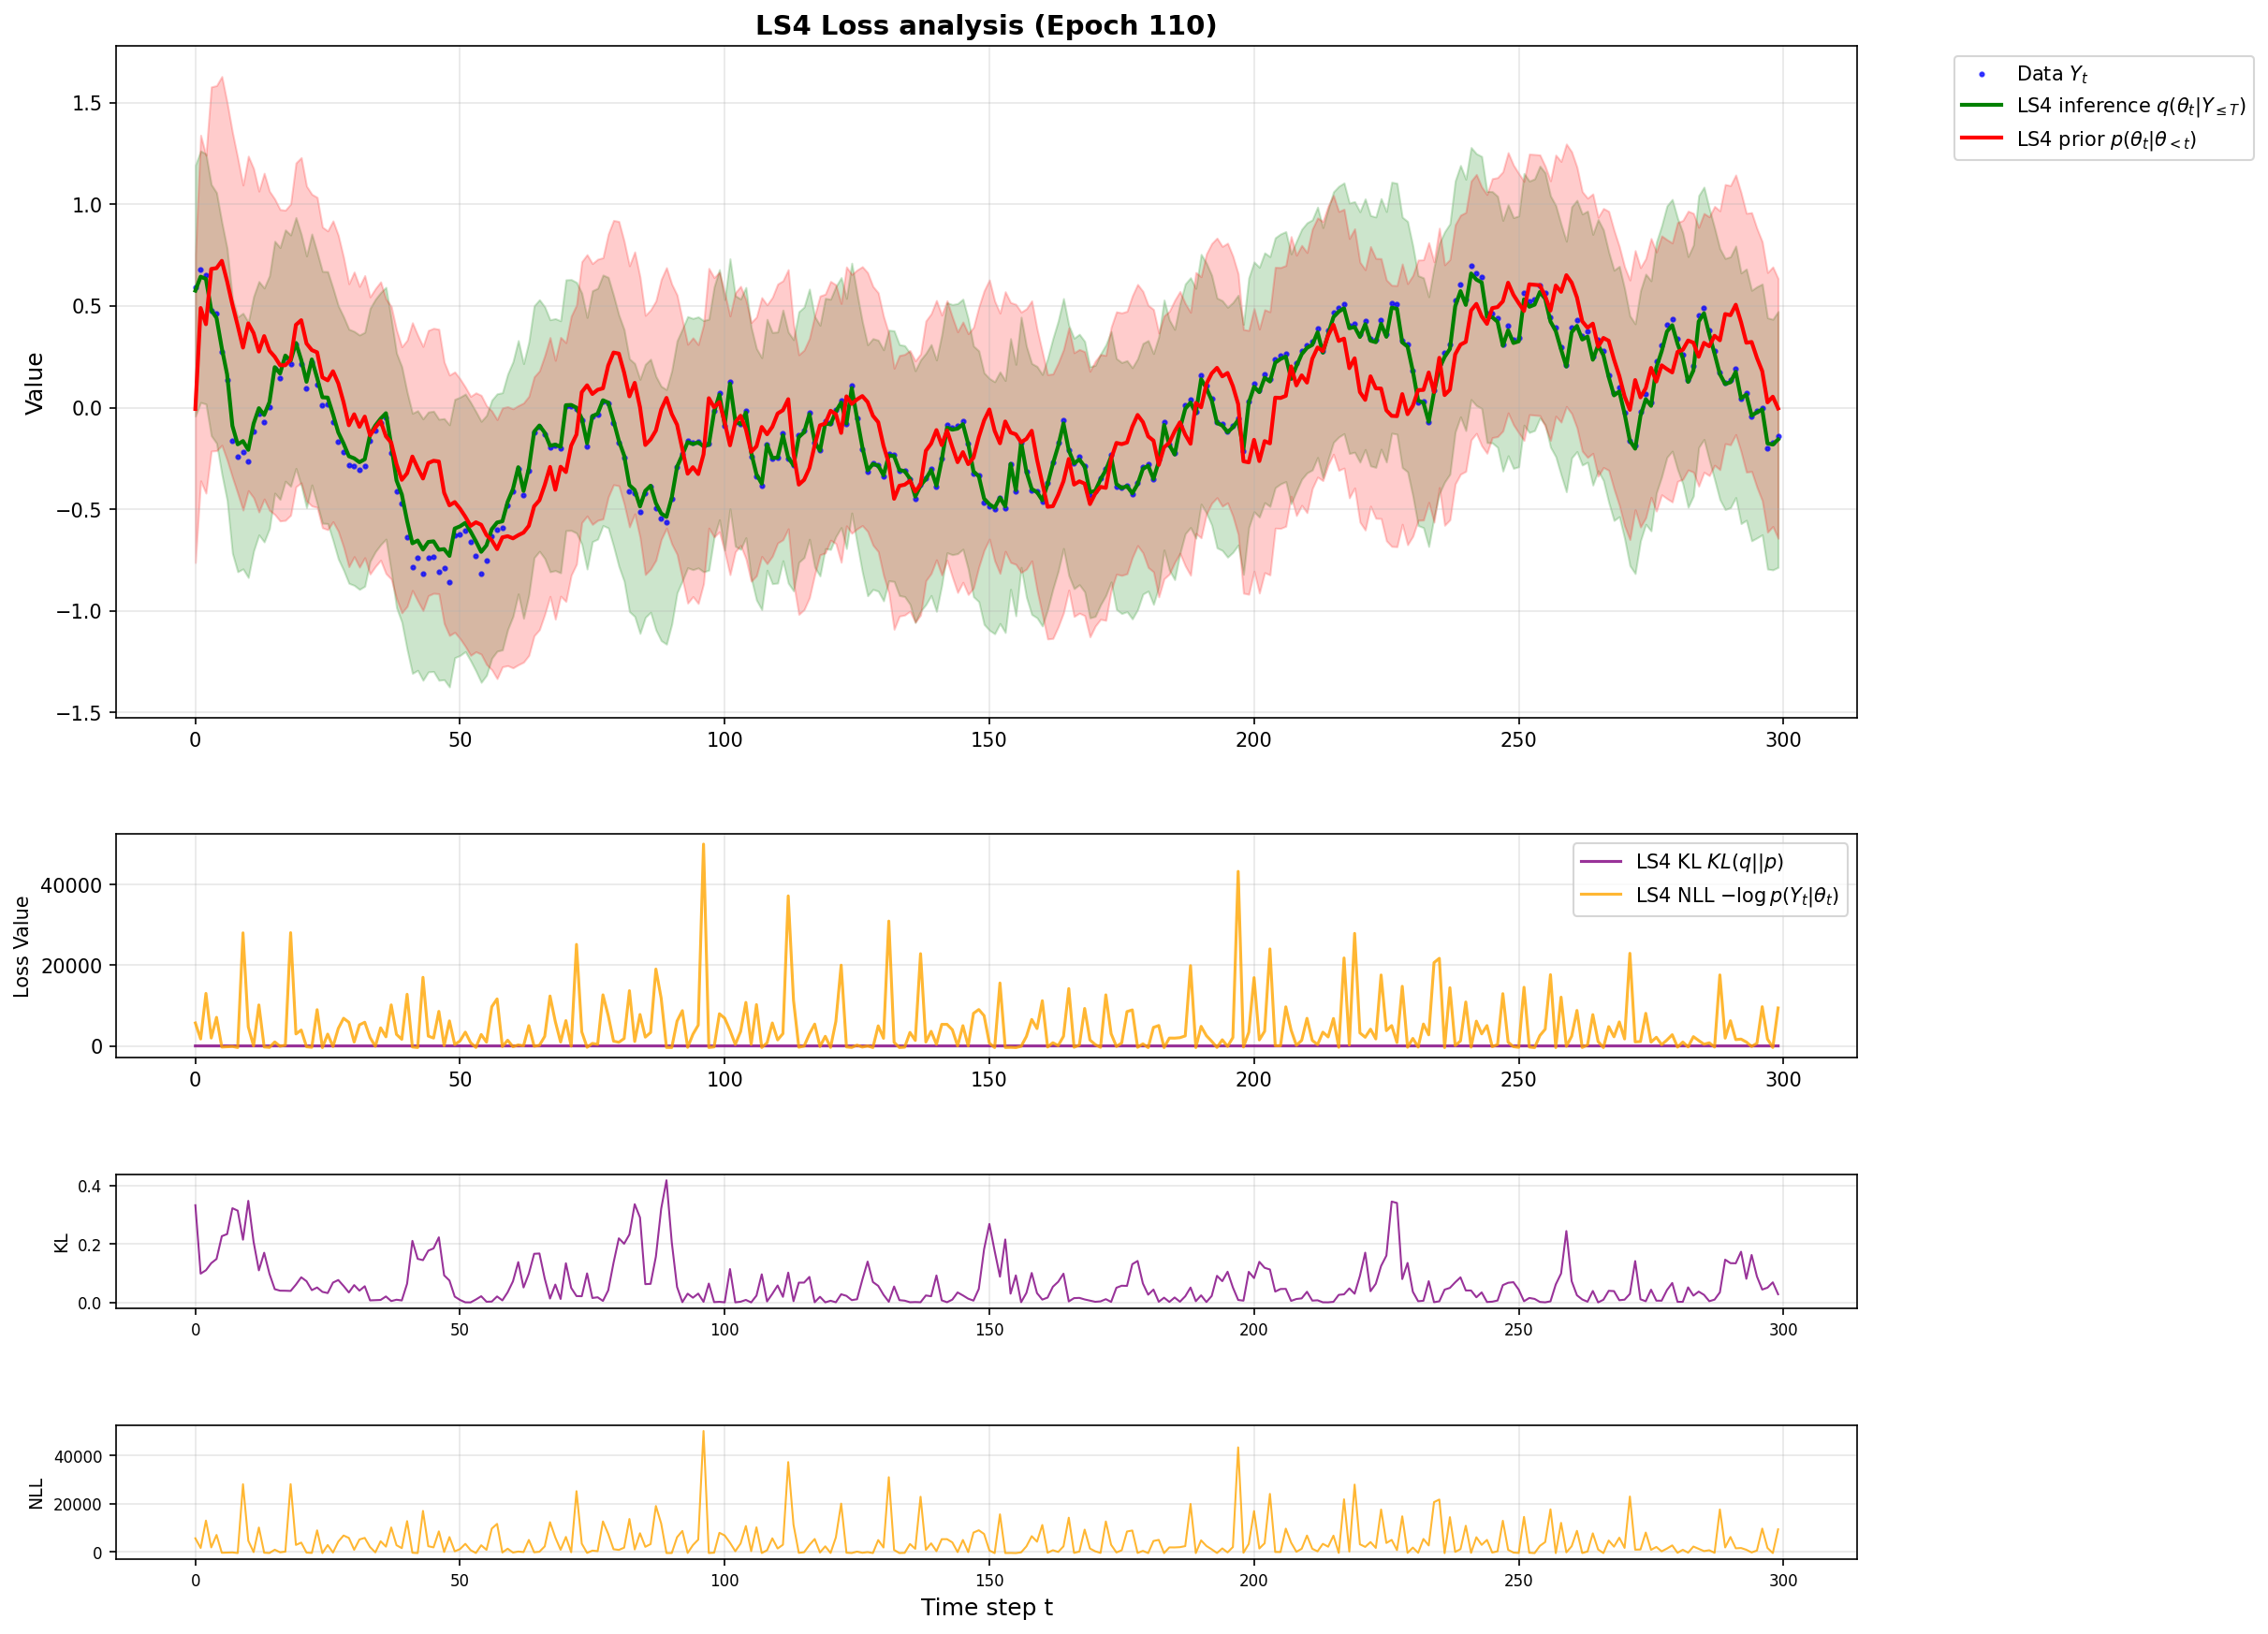 LS4 Loss analysis (Epoch 110)
Data Y_t
LS4 inference q(θ_t|Y_{≤T})
LS4 prior p(θ_t|θ_{<t})
Value
1.5
1.0
0.5
0.0
−0.5
−1.0
−1.5
0 50 100 150 200 250 300
LS4 KL KL(q||p)
LS4 NLL −log p(Y_t|θ_t)
Loss Value
40000
20000
0
0 50 100 150 200 250 300
KL
0.4
0.2
0.0
0 50 100 150 200 250 300
NLL
40000
20000
0
0 50 100 150 200 250 300
Time step t